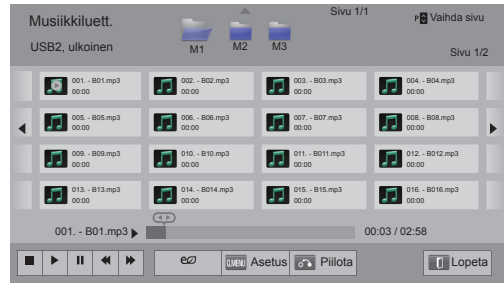 Musiikkiluett.
Sivu 1/1
P Vaihda sivu
USB2, ulkoinen
M1 M2 M3
Sivu 1/2
001. - B01.mp3 002. - B02.mp3 003. - B03.mp3 004. - B04.mp3
00:00 00:00 00:00 00:00
005. - B05.mp3 006. - B06.mp3 007. - B07.mp3 008. - B08.mp3
00:00 00:00 00:00 00:00
009. - B09.mp3 010. - B10.mp3 011. - B011.mp3 012. - B012.mp3
00:00 00:00 00:00 00:00
013. - B13.mp3 014. - B014.mp3 015. - B15.mp3 016. - B016.mp3
00:00 00:00 00:00 00:00
001. - B01.mp3 00:03 / 02:58
Q.MENU Asetus Piilota Lopeta